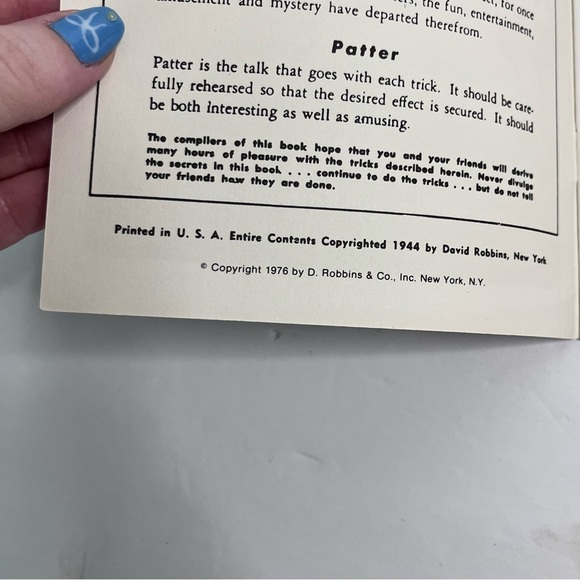 and mystery have departed therefrom.
the fun, entertainment,
for once
Patter
Patter is the talk that goes with each trick. It should be care-
fully rehearsed so that the desired effect is secured. It should
be both interesting as well as amusing.
The compilers of this book hope that you and your friends will derive
many hours of pleasure with the tricks described herein. Never divulge
the secrets in this book . . . continue to do the tricks . . . but do not tell
your friends how they are done.
Printed in U. S. A. Entire Contents Copyrighted 1944 by David Robbins, New York
© Copyright 1976 by D. Robbins & Co., Inc. New York, N.Y.